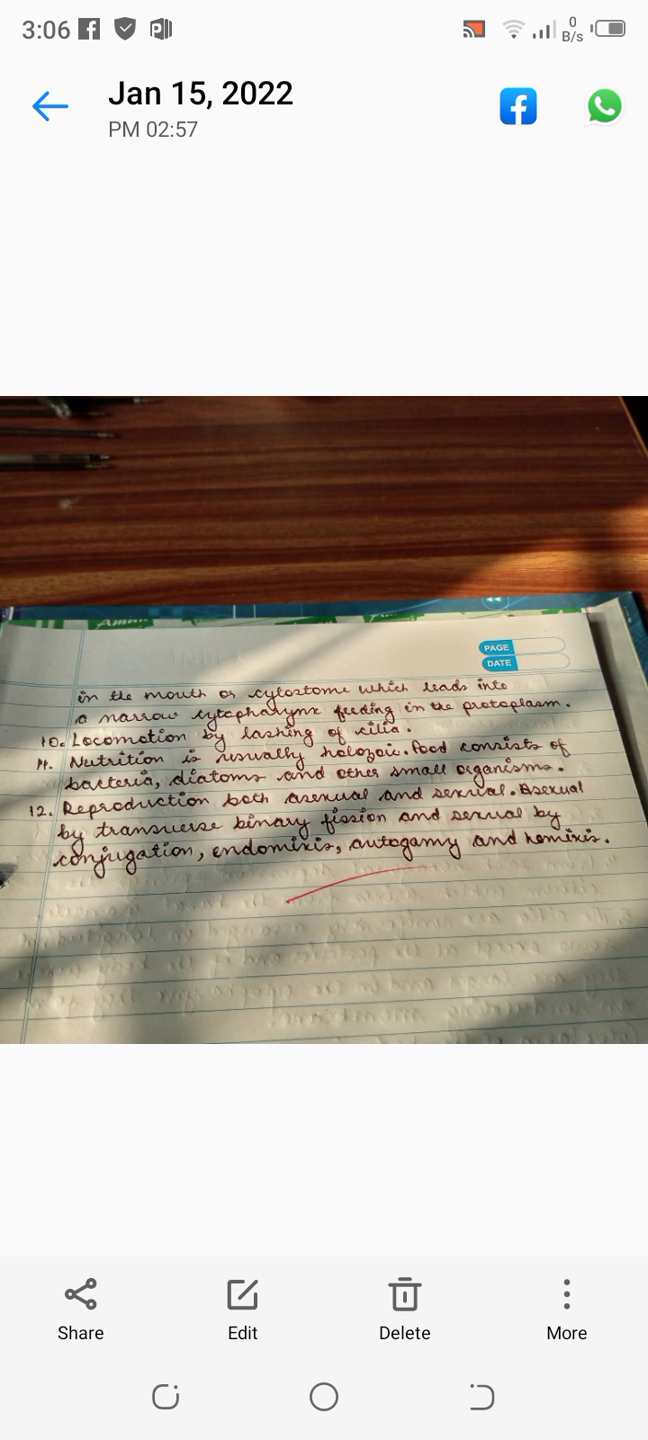 3:06
0
B/s
Jan 15, 2022
PM 02:57
PAGE
DATE
in the mouth or cytostome which leads into
a narrow cytopharynx feeding in the protoplasm.
10. Locomotion by lashing of cilia.
11. Nutrition is usually holozoic. Food consists of
bacteria, diatoms and other small organisms.
12. Reproduction both asexual and sexual. Asexual
by transverse binary fission and sexual by
conjugation, endomixis, autogamy and hemixis.
Share
Edit
Delete
More